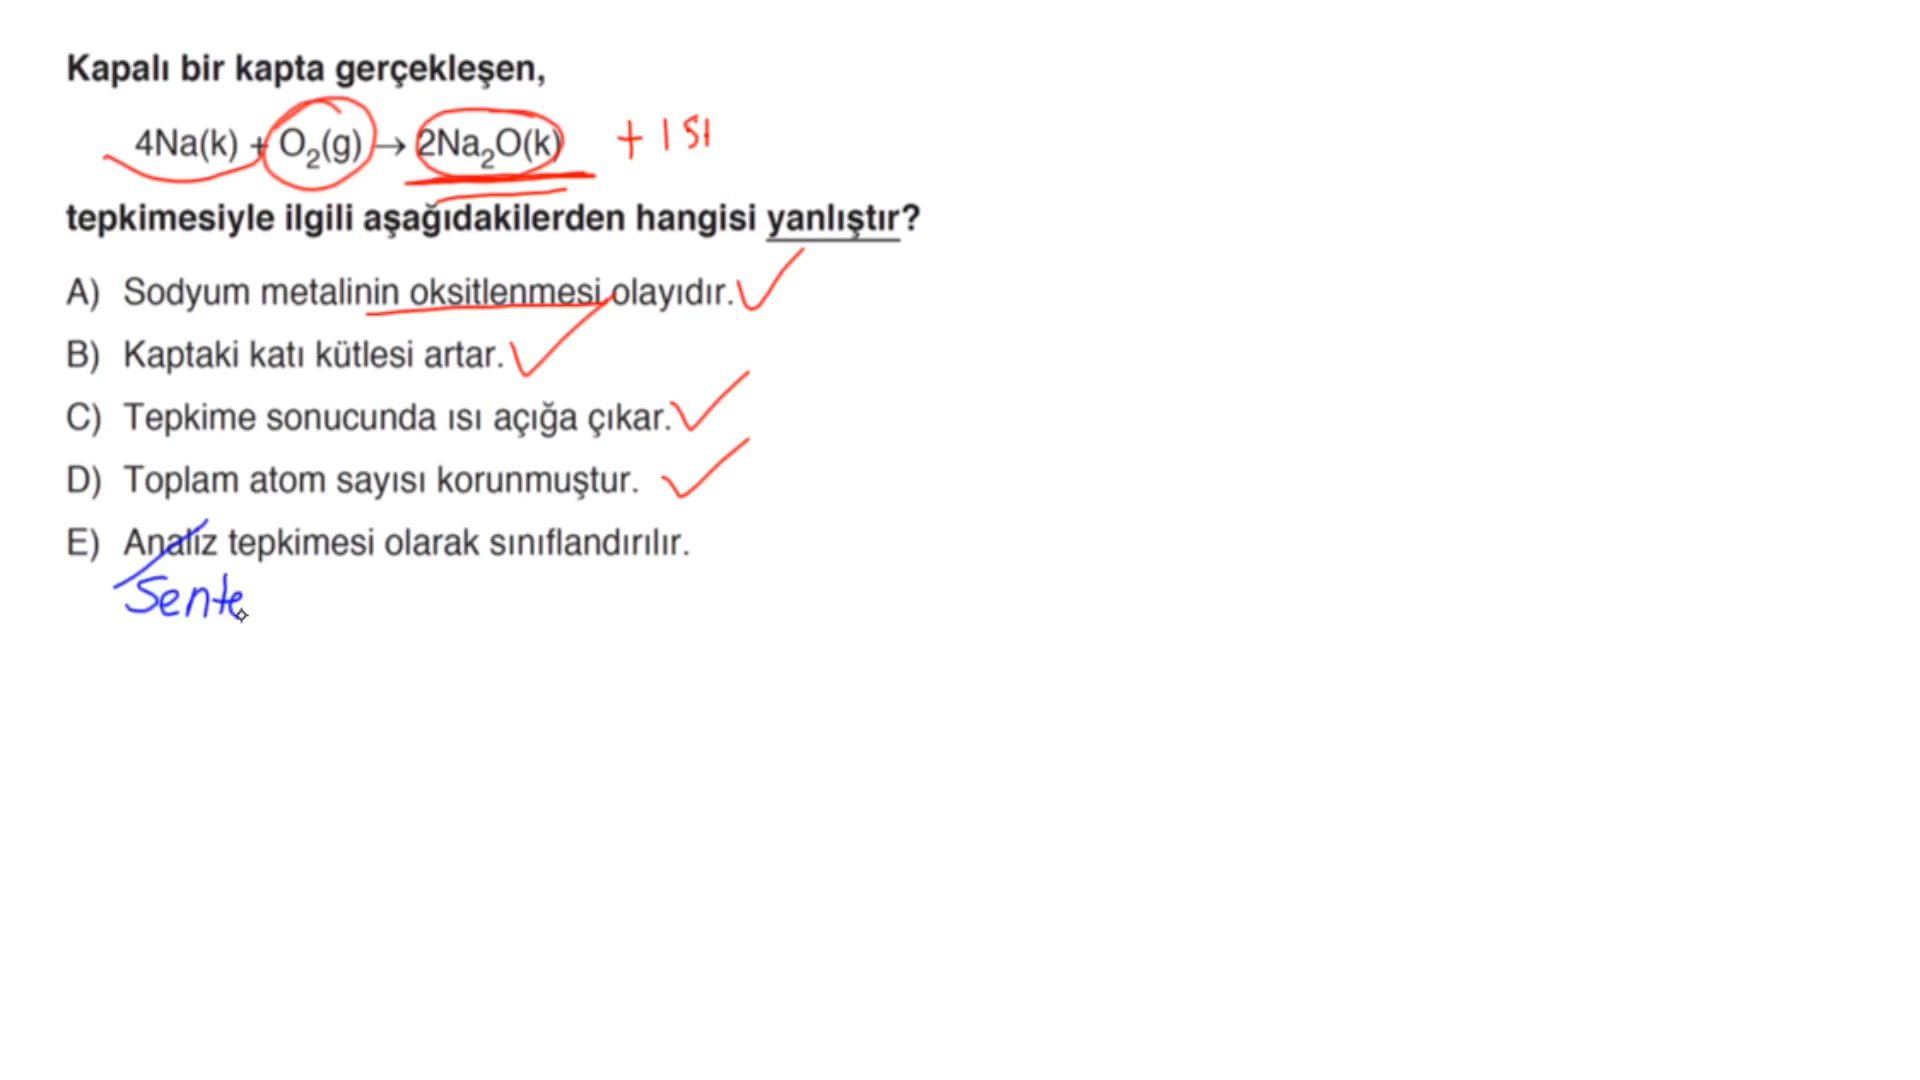 Kapalı bir kapta gerçekleşen,
4Na(k) + O₂(g) → 2Na₂O(k) + ısı
tepkimesiyle ilgili aşağıdakilerden hangisi yanlıştır?
A) Sodyum metalinin oksitlenmesi olayıdır.
B) Kaptaki katı kütlesi artar.
C) Tepkime sonucunda ısı açığa çıkar.
D) Toplam atom sayısı korunmuştur.
E) Analiz tepkimesi olarak sınıflandırılır.
Sente